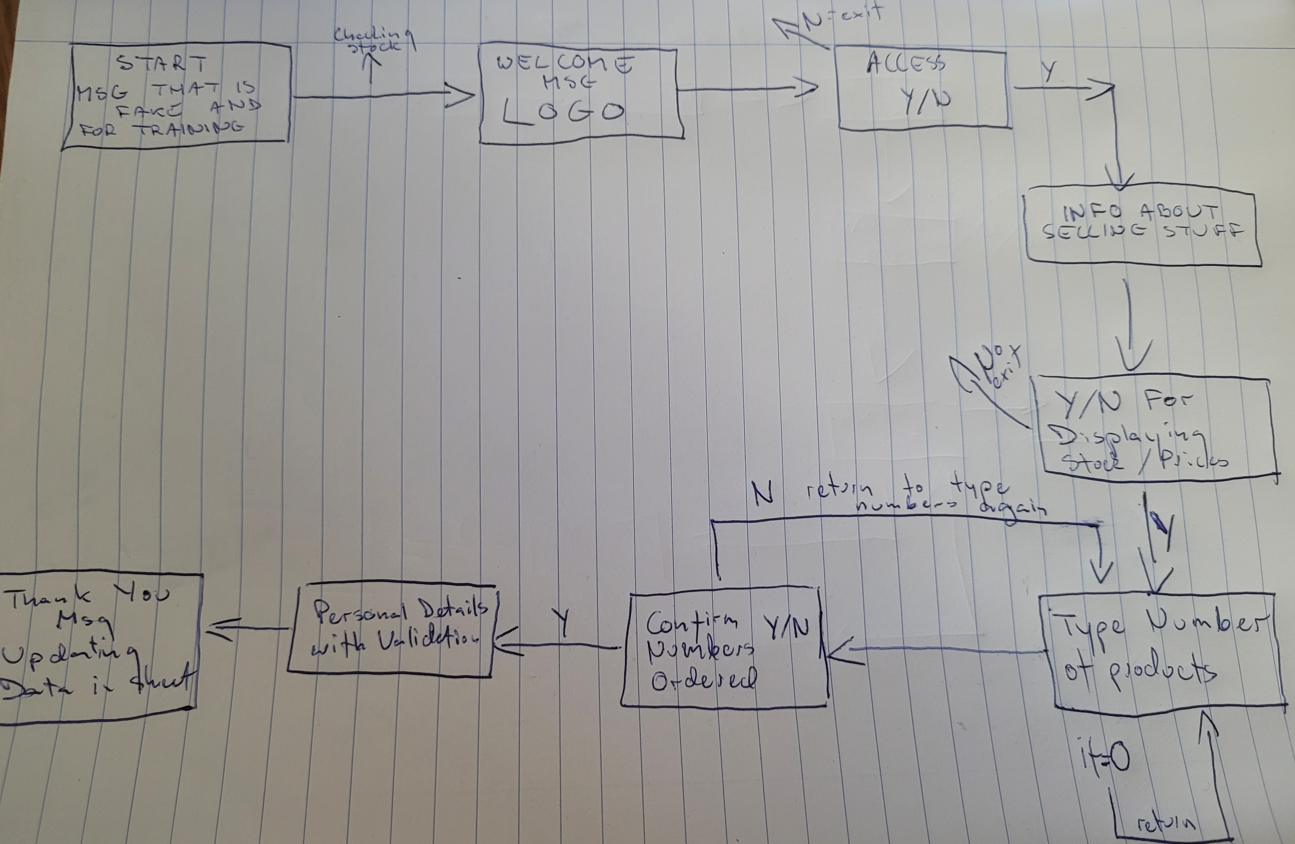 START
MSG THAT IS
FAKE AND
FOR TRAINING
Checking
stock
WELCOME
MSG
LOGO
N=exit
ACCESS
Y/N
Y
INFO ABOUT
SELLING STUFF
No
exit
Y/N For
Displaying
Stock / Prices
Y
N return to type
numbers again
Type Number
of products
if=0
return
Confirm Y/N
Numbers
Ordered
Y
Personal Details
with Validation
Thank You
Msg
Updating
Data in Sheet